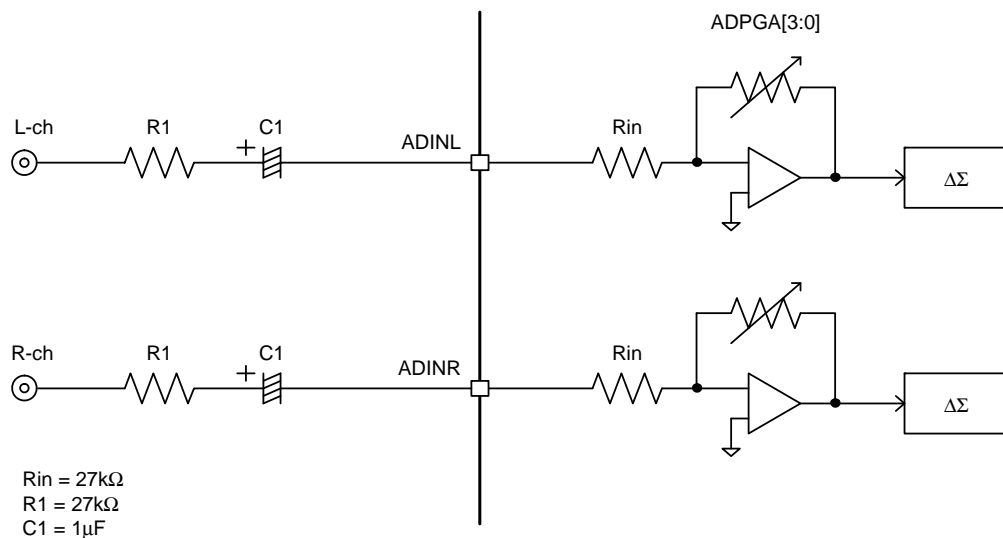 ADPGA[3:0]
L-ch
R1
+
C1
ADINL
Rin
ΔΣ
R-ch
R1
+
C1
ADINR
Rin
ΔΣ
Rin = 27kΩ
R1 = 27kΩ
C1 = 1μF